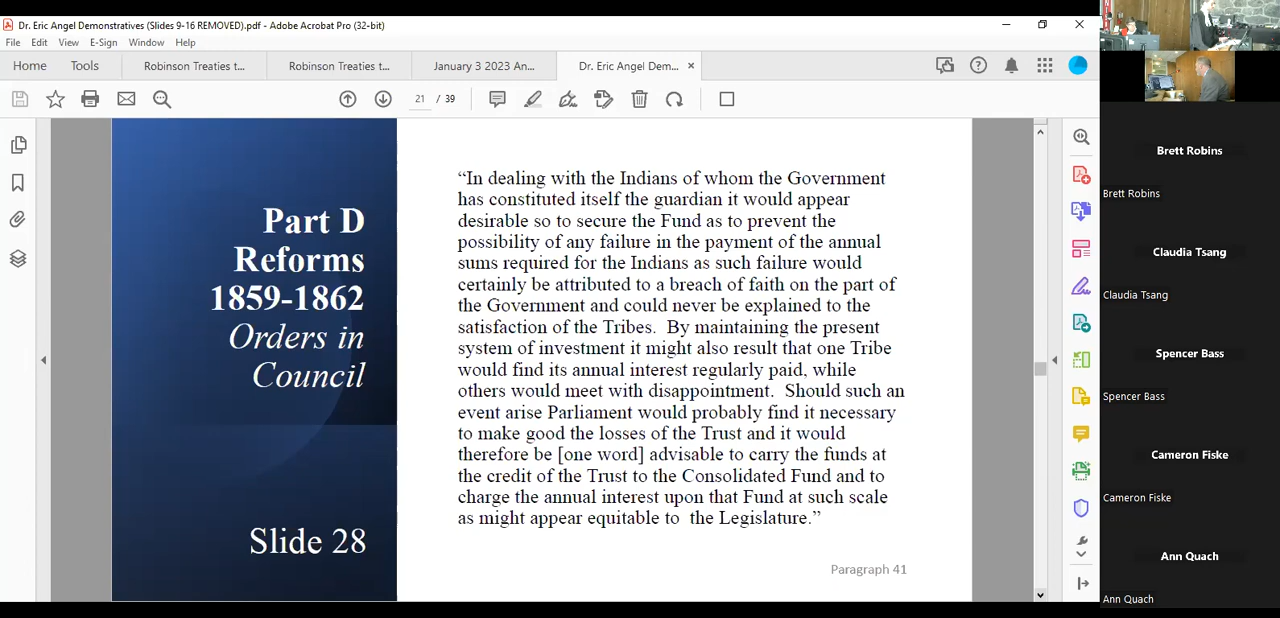 Dr. Eric Angel Demonstratives (Slides 9-16 REMOVED).pdf - Adobe Acrobat Pro (32-bit)
File Edit View E-Sign Window Help
Home Tools Robinson Treaties t... Robinson Treaties t... January 3 2023 An... Dr. Eric Angel Dem... ×
21 / 39
Part D
Reforms
1859-1862
Orders in
Council
Slide 28
“In dealing with the Indians of whom the Government
has constituted itself the guardian it would appear
desirable so to secure the Fund as to prevent the
possibility of any failure in the payment of the annual
sums required for the Indians as such failure would
certainly be attributed to a breach of faith on the part of
the Government and could never be explained to the
satisfaction of the Tribes. By maintaining the present
system of investment it might also result that one Tribe
would find its annual interest regularly paid, while
others would meet with disappointment. Should such an
event arise Parliament would probably find it necessary
to make good the losses of the Trust and it would
therefore be [one word] advisable to carry the funds at
the credit of the Trust to the Consolidated Fund and to
charge the annual interest upon that Fund at such scale
as might appear equitable to the Legislature.”
Paragraph 41
Brett Robins
Brett Robins
Claudia Tsang
Claudia Tsang
Spencer Bass
Spencer Bass
Cameron Fiske
Cameron Fiske
Ann Quach
Ann Quach